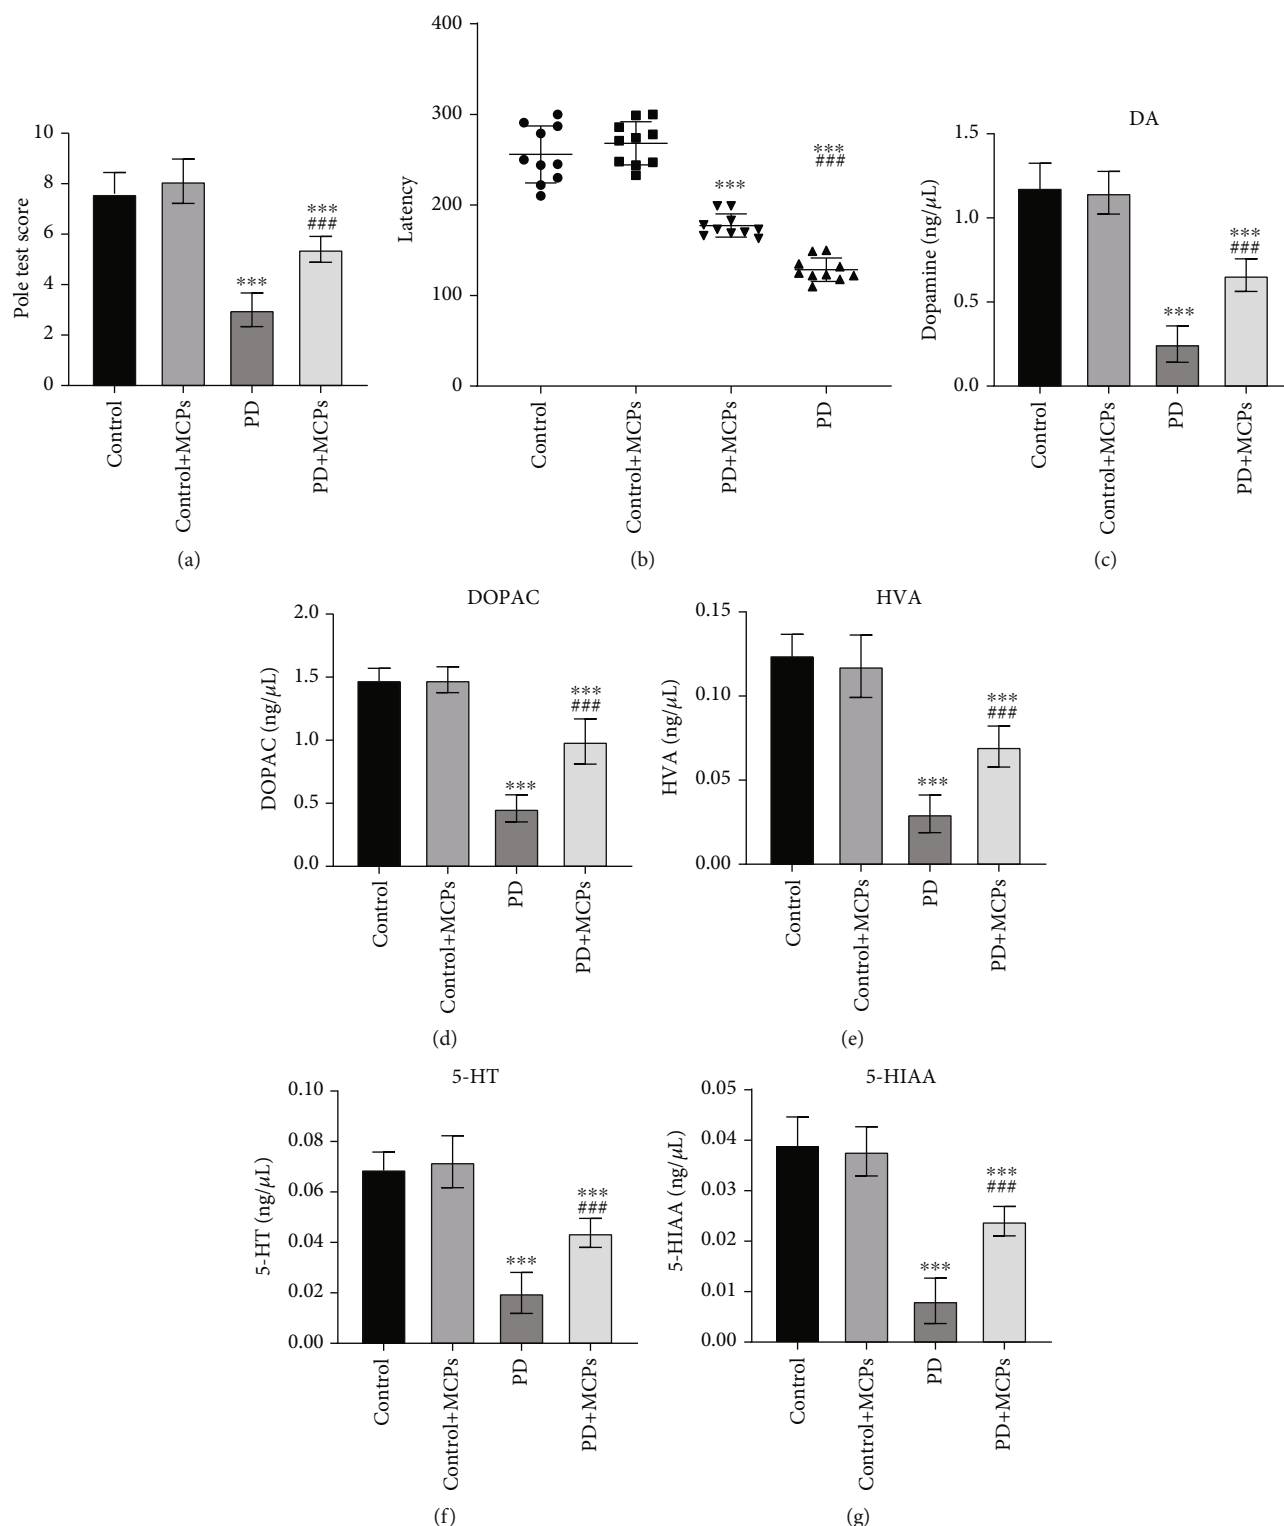 10
8
6
4
2
0
Pole test score
***
***
###
Control
Control+MCPs
PD
PD+MCPs
(a)
400
300
200
100
0
Latency
***
***
###
Control
Control+MCPs
PD+MCPs
PD
(b)
DA
1.5
1.0
0.5
0.0
Dopamine (ng/μL)
***
***
###
Control
Control+MCPs
PD
PD+MCPs
(c)
DOPAC
2.0
1.5
1.0
0.5
0.0
DOPAC (ng/μL)
***
***
###
Control
Control+MCPs
PD
PD+MCPs
(d)
HVA
0.15
0.10
0.05
0.00
HVA (ng/μL)
***
***
###
Control
Control+MCPs
PD
PD+MCPs
(e)
5-HT
0.10
0.08
0.06
0.04
0.02
0.00
5-HT (ng/μL)
***
***
###
Control
Control+MCPs
PD
PD+MCPs
(f)
5-HIAA
0.05
0.04
0.03
0.02
0.01
0.00
5-HIAA (ng/μL)
***
***
###
Control
Control+MCPs
PD
PD+MCPs
(g)